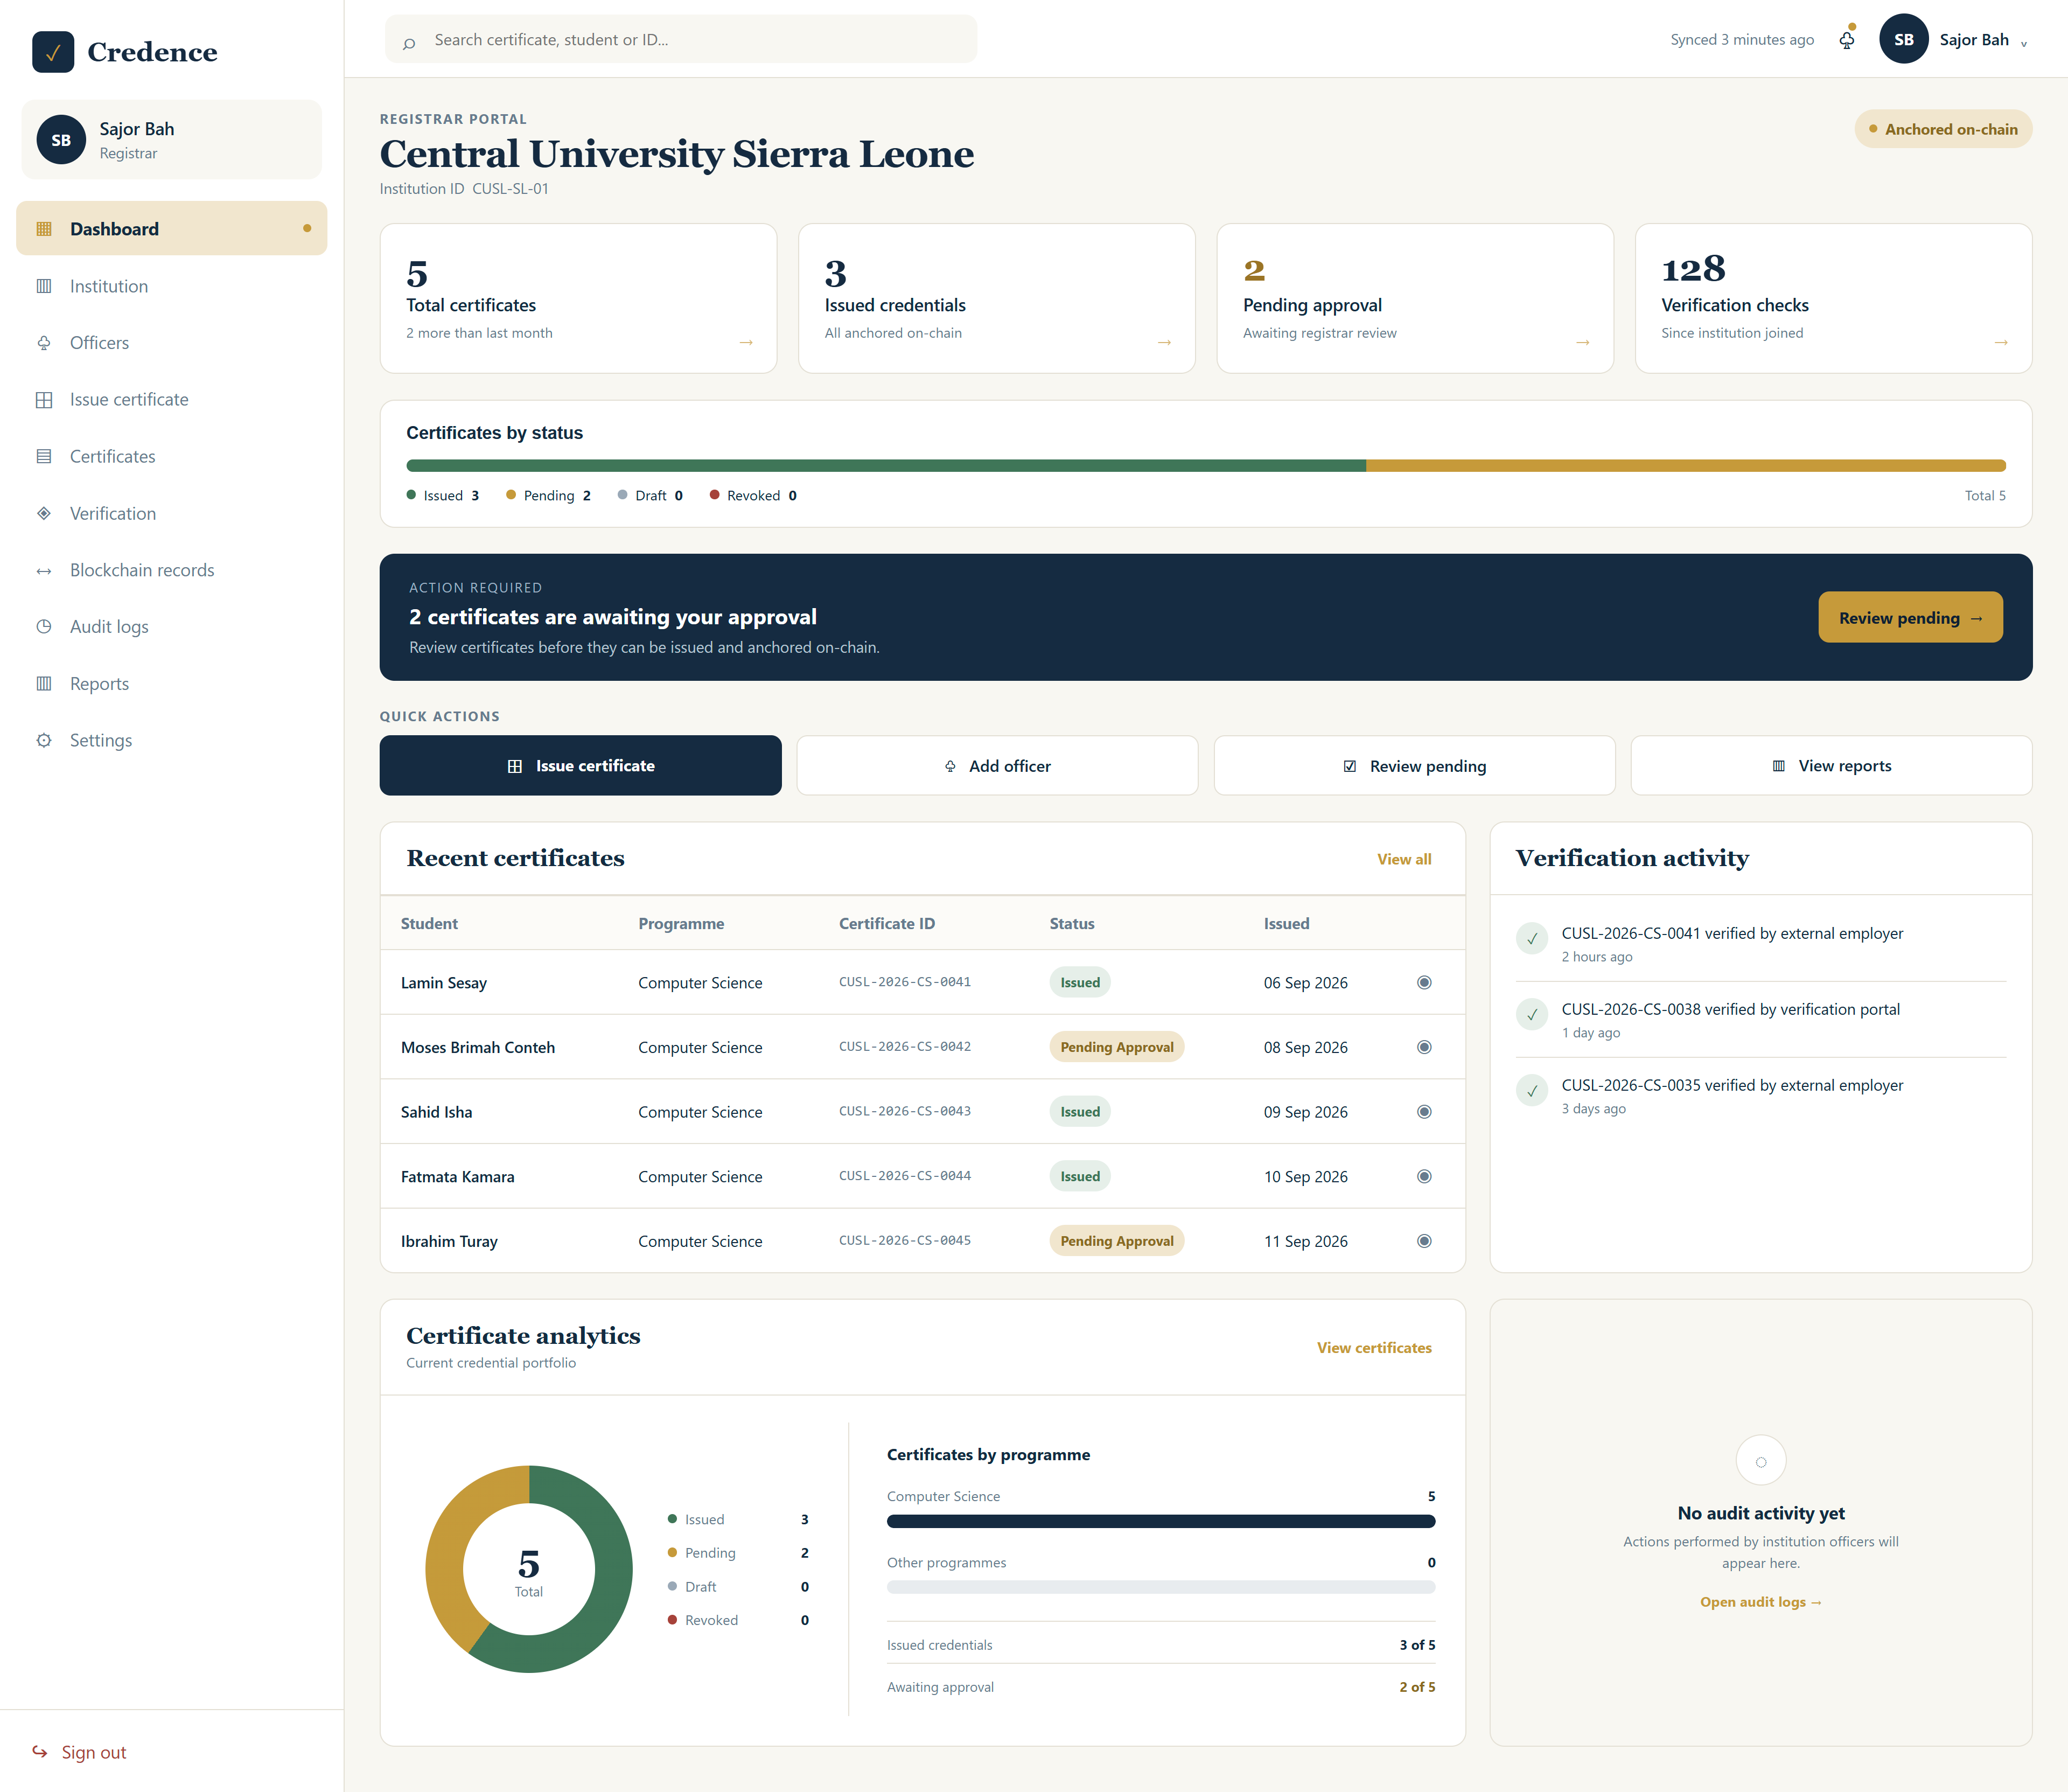 Credence
SB
Sajor Bah
Registrar
Dashboard
Institution
Officers
Issue certificate
Certificates
Verification
Blockchain records
Audit logs
Reports
Settings
Sign out
Search certificate, student or ID...
Synced 3 minutes ago
SB
Sajor Bah
REGISTRAR PORTAL
Central University Sierra Leone
Institution ID CUSL-SL-01
Anchored on-chain
5
Total certificates
2 more than last month
→
3
Issued credentials
All anchored on-chain
→
2
Pending approval
Awaiting registrar review
→
128
Verification checks
Since institution joined
→
Certificates by status
Issued 3 Pending 2 Draft 0 Revoked 0 Total 5
ACTION REQUIRED
2 certificates are awaiting your approval
Review certificates before they can be issued and anchored on-chain.
Review pending →
QUICK ACTIONS
Issue certificate
Add officer
Review pending
View reports
Recent certificates
View all
Student Programme Certificate ID Status Issued
Lamin Sesay Computer Science CUSL-2026-CS-0041 Issued 06 Sep 2026
Moses Brimah Conteh Computer Science CUSL-2026-CS-0042 Pending Approval 08 Sep 2026
Sahid Isha Computer Science CUSL-2026-CS-0043 Issued 09 Sep 2026
Fatmata Kamara Computer Science CUSL-2026-CS-0044 Issued 10 Sep 2026
Ibrahim Turay Computer Science CUSL-2026-CS-0045 Pending Approval 11 Sep 2026
Verification activity
CUSL-2026-CS-0041 verified by external employer
2 hours ago
CUSL-2026-CS-0038 verified by verification portal
1 day ago
CUSL-2026-CS-0035 verified by external employer
3 days ago
Certificate analytics
Current credential portfolio
View certificates
5
Total
Issued 3
Pending 2
Draft 0
Revoked 0
Certificates by programme
Computer Science 5
Other programmes 0
Issued credentials 3 of 5
Awaiting approval 2 of 5
No audit activity yet
Actions performed by institution officers will
appear here.
Open audit logs →